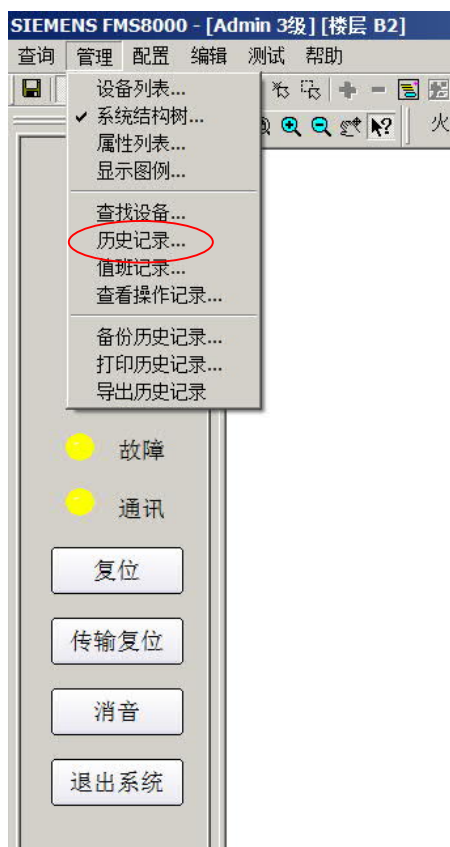 SIEMENS FMS8000 - [Admin 3级] [楼层 B2]
查询 管理 配置 编辑 测试 帮助
设备列表...
系统结构树...
属性列表...
显示图例...
火
查找设备...
历史记录...
值班记录...
查看操作记录...
备份历史记录...
打印历史记录...
导出历史记录
故障
通讯
复位
传输复位
消音
退出系统